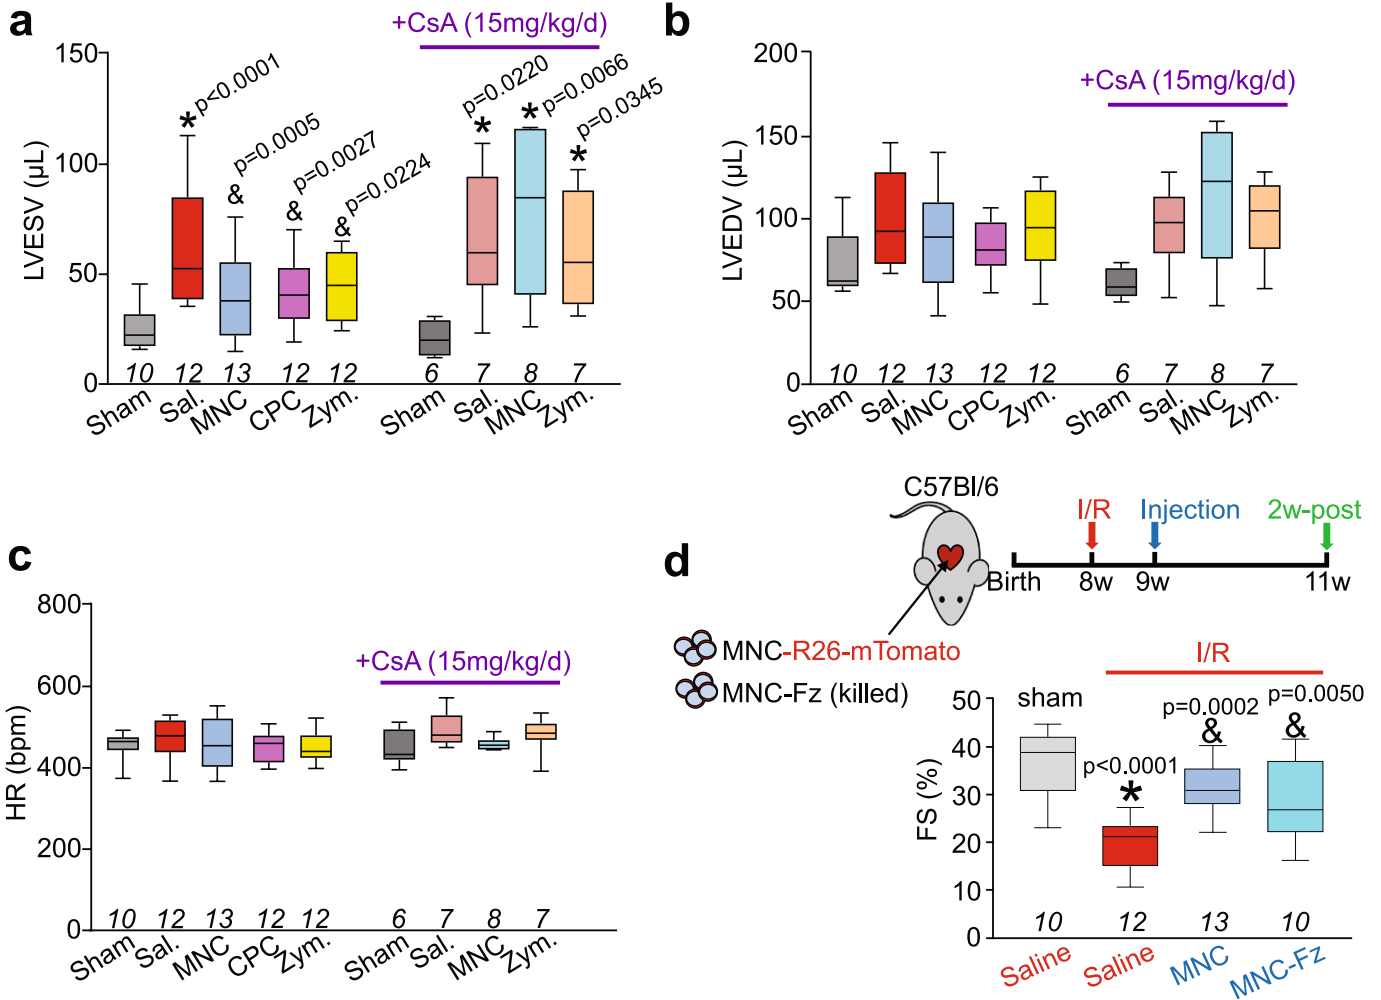 a
+CsA (15mg/kg/d)
LVESV (µL)
150
100
50
0
p<0.0001
p=0.0005
p=0.0027
p=0.0224
p=0.0220
p=0.0066
p=0.0345
* & & & * * *
10 12 13 12 12 6 7 8 7
Sham Sal. MNC CPC Zym. Sham Sal. MNC Zym.
b
+CsA (15mg/kg/d)
LVEDV (µL)
200
150
100
50
0
10 12 13 12 12 6 7 8 7
Sham Sal. MNC CPC Zym. Sham Sal. MNC Zym.
c
+CsA (15mg/kg/d)
HR (bpm)
800
600
400
200
0
10 12 13 12 12 6 7 8 7
Sham Sal. MNC CPC Zym. Sham Sal. MNC Zym.
d
C57Bl/6
I/R Injection 2w-post
Birth 8w 9w 11w
MNC-R26-mTomato
MNC-Fz (killed)
I/R
sham
p<0.0001
p=0.0002
p=0.0050
* & &
FS (%)
50
40
30
20
10
0
10 12 13 10
Saline Saline MNC MNC-Fz